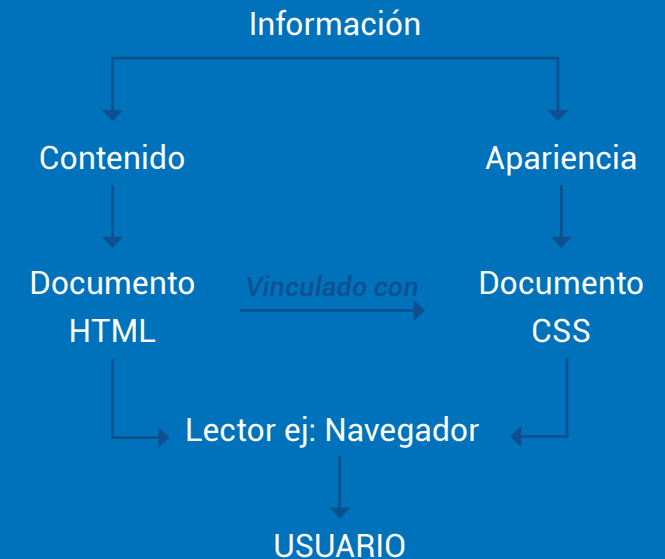 Información
Contenido
Apariencia
Documento
HTML
Vinculado con
Documento
CSS
Lector ej: Navegador
USUARIO